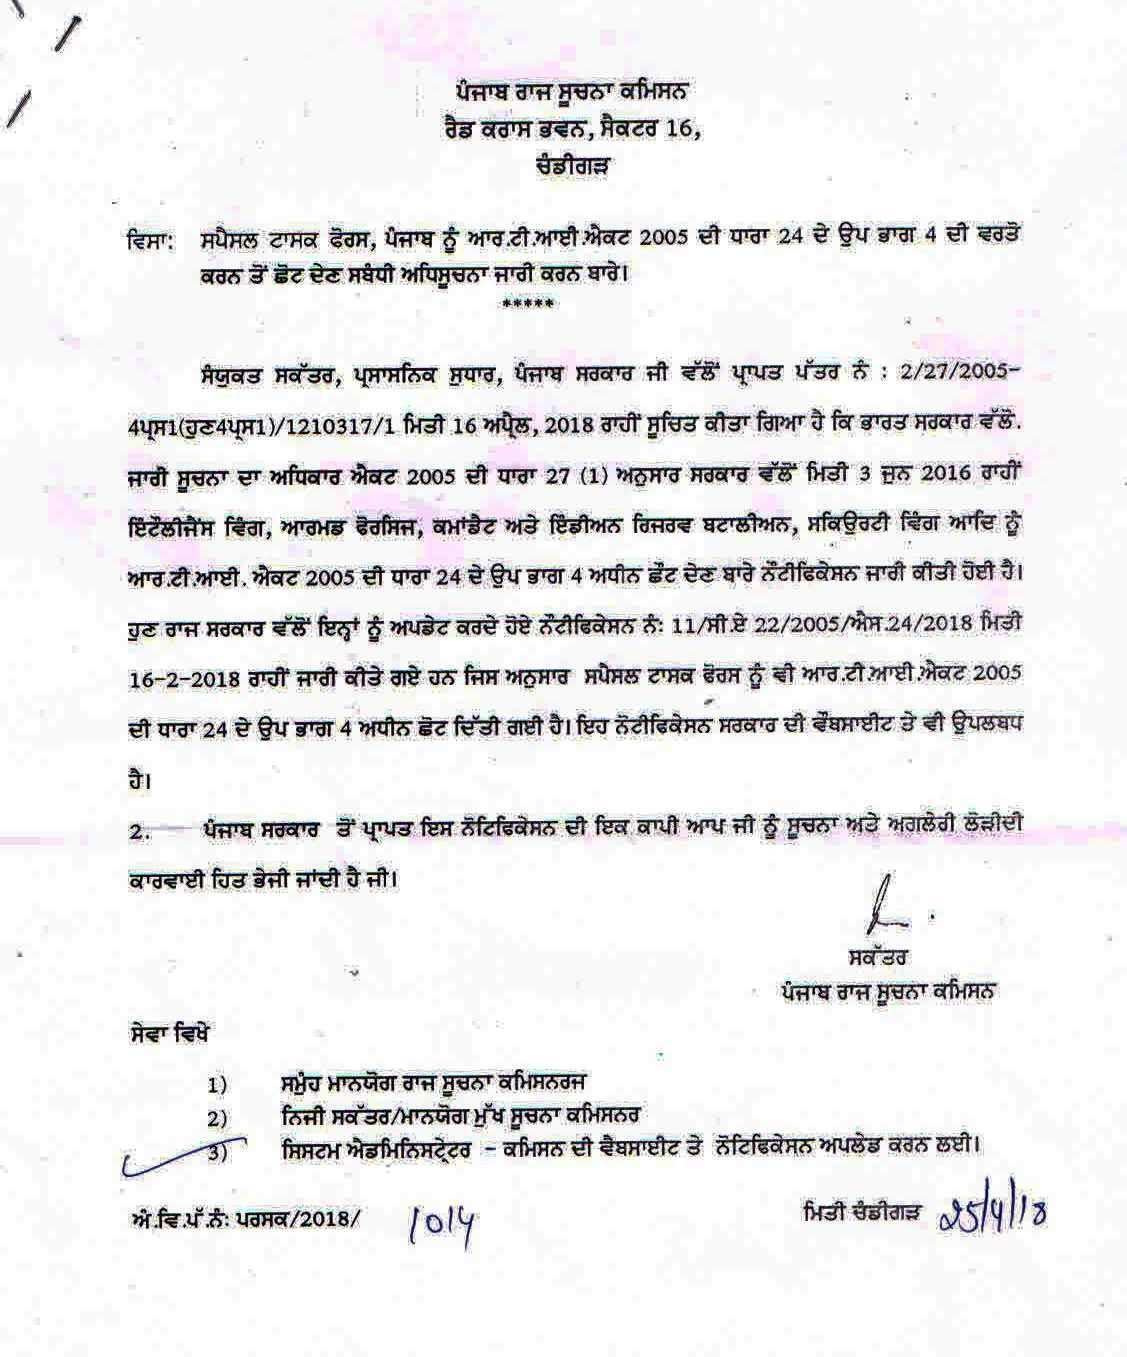 ਪੰਜਾਬ ਰਾਜ ਸੂਚਨਾ ਕਮਿਸਨ
ਰੈਡ ਕਰਾਸ ਭਵਨ, ਸੈਕਟਰ 16,
ਚੰਡੀਗੜ
ਵਿਸਾ: ਸਪੈਸਲ ਟਾਸਕ ਫੋਰਸ, ਪੰਜਾਬ ਨੂੰ ਆਰ.ਟੀ.ਆਈ.ਐਕਟ 2005 ਦੀ ਧਾਰਾ 24 ਦੇ ਉਪ ਭਾਗ 4 ਦੀ ਵਰਤੋ
ਕਰਨ ਤੋਂ ਛੋਟ ਦੇਣ ਸਬੰਧੀ ਅਧਿਸੂਚਨਾ ਜਾਰੀ ਕਰਨ ਬਾਰੇ।
*****
ਸੰਯੁਕਤ ਸਕੱਤਰ, ਪ੍ਰਸਾਸਨਿਕ ਸੁਧਾਰ, ਪੰਜਾਬ ਸਰਕਾਰ ਜੀ ਵੱਲੋਂ ਪ੍ਰਾਪਤ ਪੱਤਰ ਨੰ : 2/27/2005-
4ਪ੍ਰਸ1(ਹੁਣ4ਪ੍ਰਸ1)/1210317/1 ਮਿਤੀ 16 ਅਪ੍ਰੈਲ, 2018 ਰਾਹੀਂ ਸੂਚਿਤ ਕੀਤਾ ਗਿਆ ਹੈ ਕਿ ਭਾਰਤ ਸਰਕਾਰ ਵੱਲੋਂ
ਜਾਰੀ ਸੂਚਨਾ ਦਾ ਅਧਿਕਾਰ ਐਕਟ 2005 ਦੀ ਧਾਰਾ 27 (1) ਅਨੁਸਾਰ ਸਰਕਾਰ ਵੱਲੋਂ ਮਿਤੀ 3 ਜੂਨ 2016 ਰਾਹੀਂ
ਇੰਟੈਲੀਜੈਂਸ ਵਿੰਗ, ਆਰਮਡ ਫੋਰਸਿਜ, ਕਮਾਂਡੈਟ ਅਤੇ ਇੰਡੀਅਨ ਰਿਜਰਵ ਬਟਾਲੀਅਨ, ਸਕਿਉਰਟੀ ਵਿੰਗ ਆਦਿ ਨੂੰ
ਆਰ.ਟੀ.ਆਈ. ਐਕਟ 2005 ਦੀ ਧਾਰਾ 24 ਦੇ ਉਪ ਭਾਗ 4 ਅਧੀਨ ਛੋਟ ਦੇਣ ਬਾਰੇ ਨੋਟੀਫਿਕੇਸਨ ਜਾਰੀ ਕੀਤੀ ਹੋਈ ਹੈ।
ਹੁਣ ਰਾਜ ਸਰਕਾਰ ਵੱਲੋਂ ਇਨ੍ਹਾਂ ਨੂੰ ਅਪਡੇਟ ਕਰਦੇ ਹੋਏ ਨੋਟੀਫਿਕੇਸਨ ਨੰ: 11/ਸੀ.ਏ 22/2005/ਐਸ.24/2018 ਮਿਤੀ
16-2-2018 ਰਾਹੀਂ ਜਾਰੀ ਕੀਤੇ ਗਏ ਹਨ ਜਿਸ ਅਨੁਸਾਰ ਸਪੈਸਲ ਟਾਸਕ ਫੋਰਸ ਨੂੰ ਵੀ ਆਰ.ਟੀ.ਆਈ.ਐਕਟ 2005
ਦੀ ਧਾਰਾ 24 ਦੇ ਉਪ ਭਾਗ 4 ਅਧੀਨ ਛੋਟ ਦਿੱਤੀ ਗਈ ਹੈ। ਇਹ ਨੋਟੀਫਿਕੇਸਨ ਸਰਕਾਰ ਦੀ ਵੈਬਸਾਈਟ ਤੇ ਵੀ ਉਪਲਬਧ
ਹੈ।
2. ਪੰਜਾਬ ਸਰਕਾਰ ਤੋਂ ਪ੍ਰਾਪਤ ਇਸ ਨੋਟਿਫਿਕੇਸਨ ਦੀ ਇਕ ਕਾਪੀ ਆਪ ਜੀ ਨੂੰ ਸੂਚਨਾ ਅਤੇ ਅਗਲੇਰੀ ਲੋੜੀਦੀ
ਕਾਰਵਾਈ ਹਿਤ ਭੇਜੀ ਜਾਂਦੀ ਹੈ ਜੀ।
ਸਕੱਤਰ
ਪੰਜਾਬ ਰਾਜ ਸੂਚਨਾ ਕਮਿਸਨ
ਸੇਵਾ ਵਿਖੇ
1) ਸਮੂੰਹ ਮਾਨਯੋਗ ਰਾਜ ਸੂਚਨਾ ਕਮਿਸਨਰਜ
2) ਨਿਜੀ ਸਕੱਤਰ/ਮਾਨਯੋਗ ਮੁੱਖ ਸੂਚਨਾ ਕਮਿਸਨਰ
3) ਸਿਸਟਮ ਐਡਮਿਨਿਸਟ੍ਰੇਟਰ - ਕਮਿਸਨ ਦੀ ਵੈਬਸਾਈਟ ਤੇ ਨੋਟਿਫਿਕੇਸਨ ਅਪਲੋਡ ਕਰਨ ਲਈ।
ਅੰ.ਵਿ.ਪੱ.ਨੰ: ਪਰਸਕ/2018/ 1014 ਮਿਤੀ ਚੰਡੀਗੜ 25/4/18